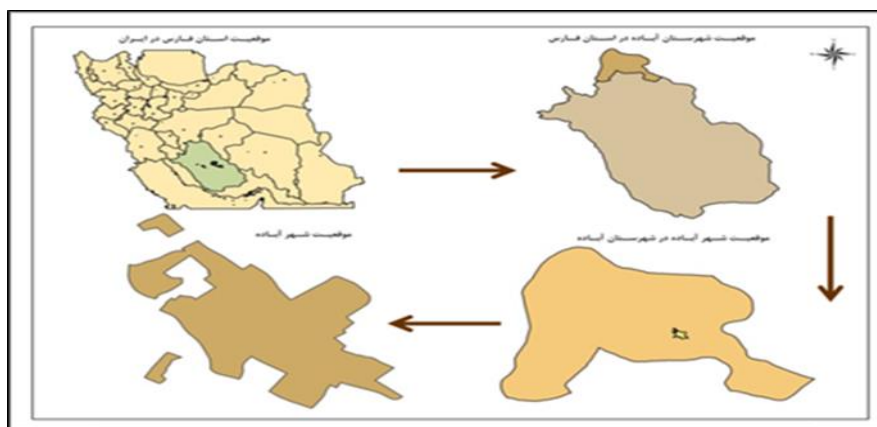 موقعیت استان فارس در ایران
موقعیت شهرستان آباده در استان فارس
موقعیت شهر آباده در شهرستان آباده
موقعیت شهر آباده